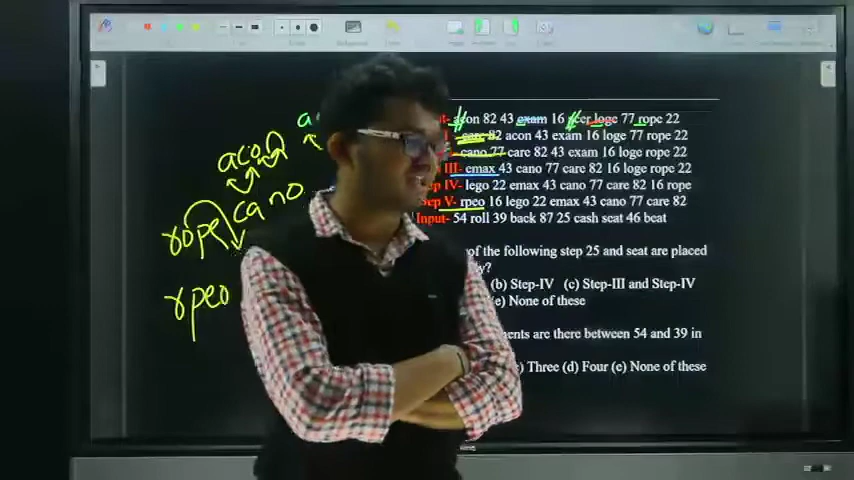 acon 82 43 exam 16 loge 77 rope 22
care 82 acon 43 exam 16 loge 77 rope 22
cano 77 care 82 43 exam 16 loge rope 22
III- emax 43 cano 77 care 82 16 loge rope 22
IV- lego 22 emax 43 cano 77 care 82 16 rope
V- rpeo 16 lego 22 emax 43 cano 77 care 82
Input- 54 roll 39 back 87 25 cash seat 46 beat
of the following step 25 and seat are placed
(b) Step-IV (c) Step-III and Step-IV
(e) None of these
are there between 54 and 39 in
Three (d) Four (e) None of these
acon
cano
rope
rpeo